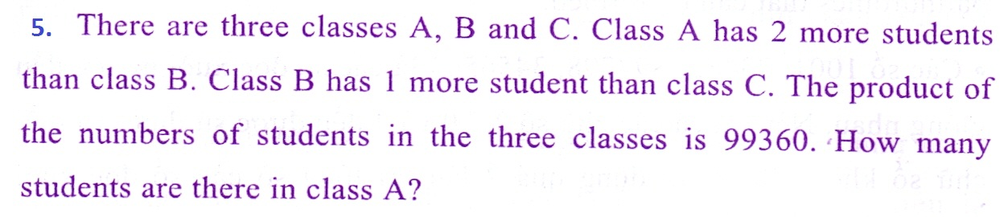 5. There are three classes A, B and C. Class A has 2 more students
than class B. Class B has 1 more student than class C. The product of
the numbers of students in the three classes is 99360. How many
students are there in class A?